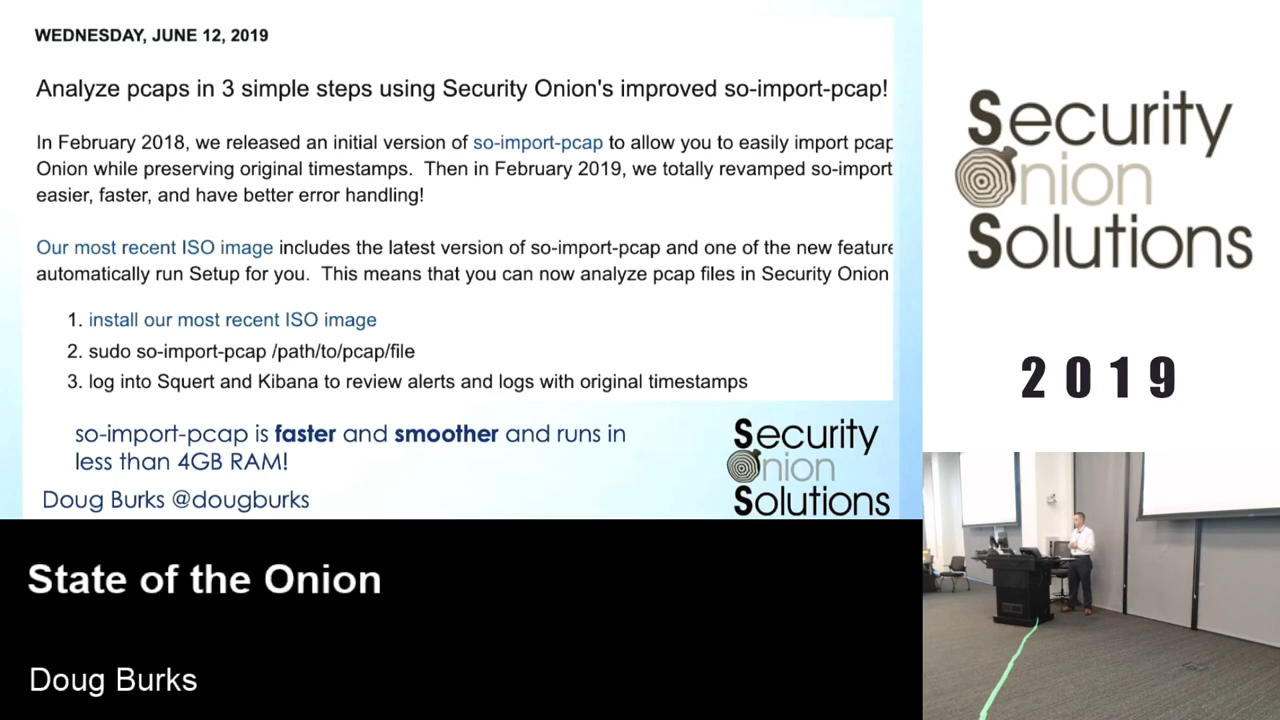 WEDNESDAY, JUNE 12, 2019
Analyze pcaps in 3 simple steps using Security Onion's improved so-import-pcap!
In February 2018, we released an initial version of so-import-pcap to allow you to easily import pcap
Onion while preserving original timestamps. Then in February 2019, we totally revamped so-import
easier, faster, and have better error handling!
Our most recent ISO image includes the latest version of so-import-pcap and one of the new feature
automatically run Setup for you. This means that you can now analyze pcap files in Security Onion
1. install our most recent ISO image
2. sudo so-import-pcap /path/to/pcap/file
3. log into Squert and Kibana to review alerts and logs with original timestamps
so-import-pcap is faster and smoother and runs in
less than 4GB RAM!
Doug Burks @dougburks
Security
Onion
Solutions
State of the Onion
Doug Burks
Security
Onion
Solutions
2019